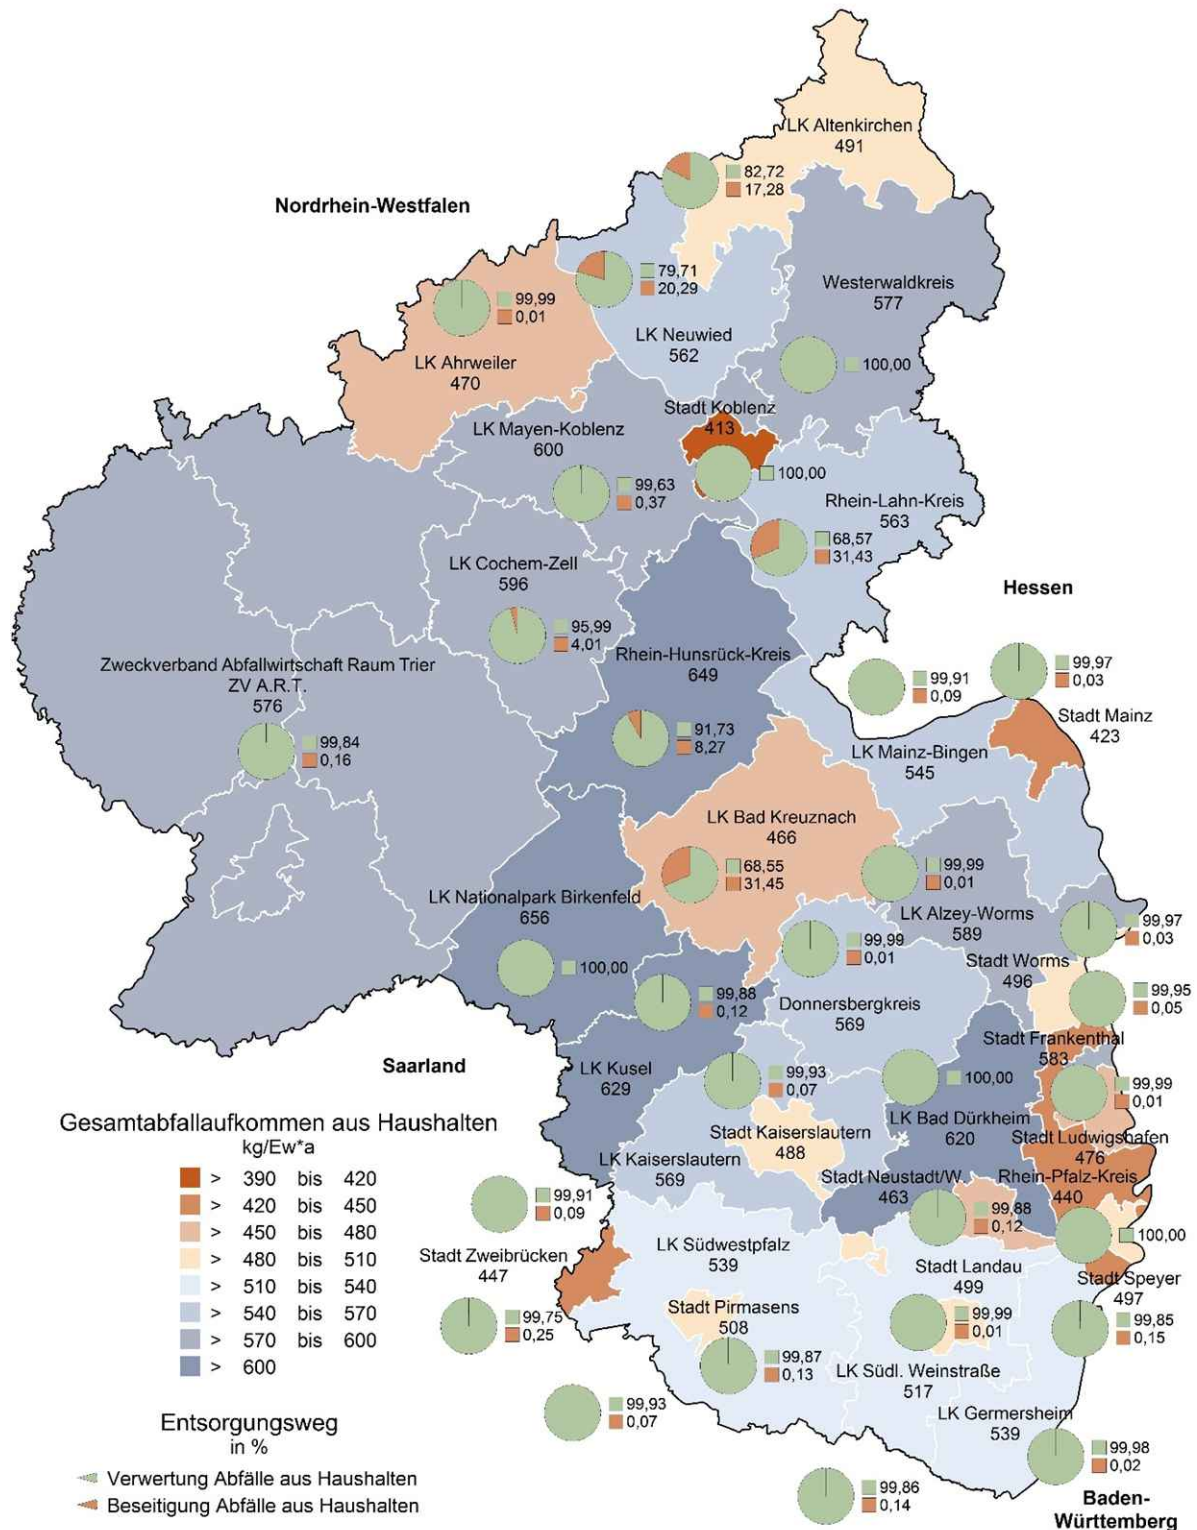 LK Altenkirchen
491
82,72
17,28
Nordrhein-Westfalen
79,71
20,29
Westerwaldkreis
577
99,99
0,01
LK Neuwied
562
LK Ahrweiler
470
100,00
Stadt Koblenz
413
LK Mayen-Koblenz
600
100,00
99,63
0,37
Rhein-Lahn-Kreis
563
68,57
31,43
LK Cochem-Zell
596
Hessen
95,99
4,01
Rhein-Hunsrück-Kreis
649
Zweckverband Abfallwirtschaft Raum Trier
ZV A.R.T.
576
99,91
0,09
99,97
0,03
Stadt Mainz
423
99,84
0,16
91,73
8,27
LK Mainz-Bingen
545
LK Bad Kreuznach
466
68,55
31,45
99,99
0,01
LK Nationalpark Birkenfeld
656
LK Alzey-Worms
589
99,97
0,03
99,99
0,01
Stadt Worms
496
100,00
99,88
0,12
Donnersbergkreis
569
99,95
0,05
Stadt Frankenthal
583
Saarland
LK Kusel
629
99,93
0,07
100,00
99,99
0,01
LK Bad Dürkheim
620
Stadt Kaiserslautern
488
Stadt Ludwigshafen
476
LK Kaiserslautern
569
Stadt Neustadt/W.
463
Rhein-Pfalz-Kreis
440
99,91
0,09
99,88
0,12
100,00
Stadt Zweibrücken
447
LK Südwestpfalz
539
Stadt Landau
499
Stadt Speyer
497
99,75
0,25
Stadt Pirmasens
508
99,99
0,01
99,85
0,15
99,87
0,13
LK Südl. Weinstraße
517
99,93
0,07
LK Germersheim
539
99,98
0,02
99,86
0,14
Baden-
Württemberg
Gesamtabfallaufkommen aus Haushalten
kg/Ew*a
> 390 bis 420
> 420 bis 450
> 450 bis 480
> 480 bis 510
> 510 bis 540
> 540 bis 570
> 570 bis 600
> 600
Entsorgungsweg
in %
Verwertung Abfälle aus Haushalten
Beseitigung Abfälle aus Haushalten